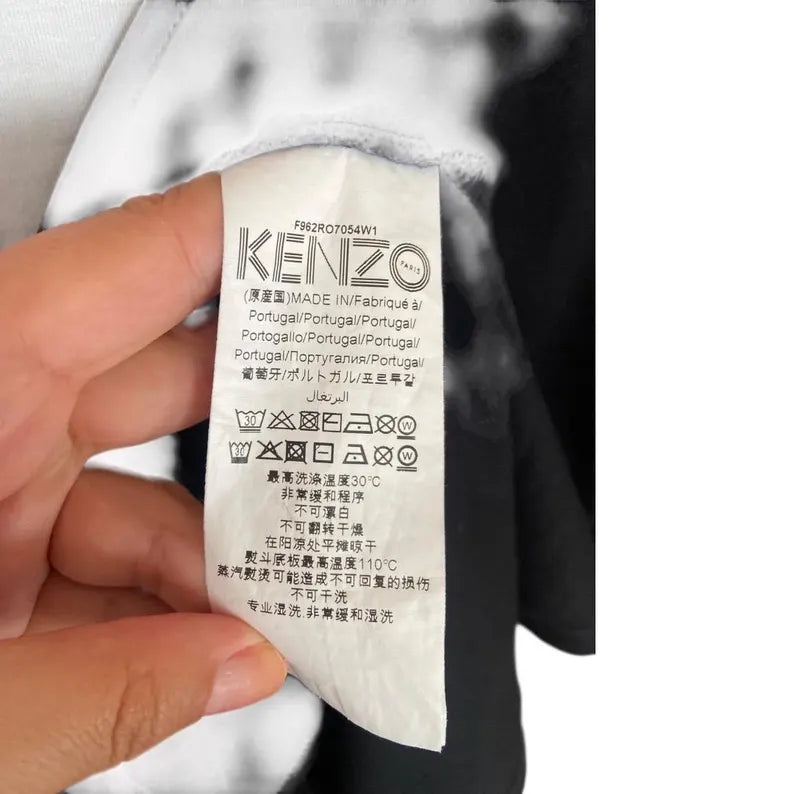 F962RO7054W1
KENZO
PARIS
(原産国)MADE IN/Fabriqué à/
Portugal/Portugal/Portugal/
Portogallo/Portugal/Portugal/
Portugal/Португалия/Portugal/
葡萄牙/ポルトガル/포르투갈
البرتغال
30 W
30 W
最高洗涤温度30°C
非常缓和程序
不可漂白
不可翻转干燥
在阳凉处平摊晾干
熨斗底板最高温度110°C
蒸汽熨烫可能造成不可回复的损伤
不可干洗
专业湿洗.非常缓和湿洗